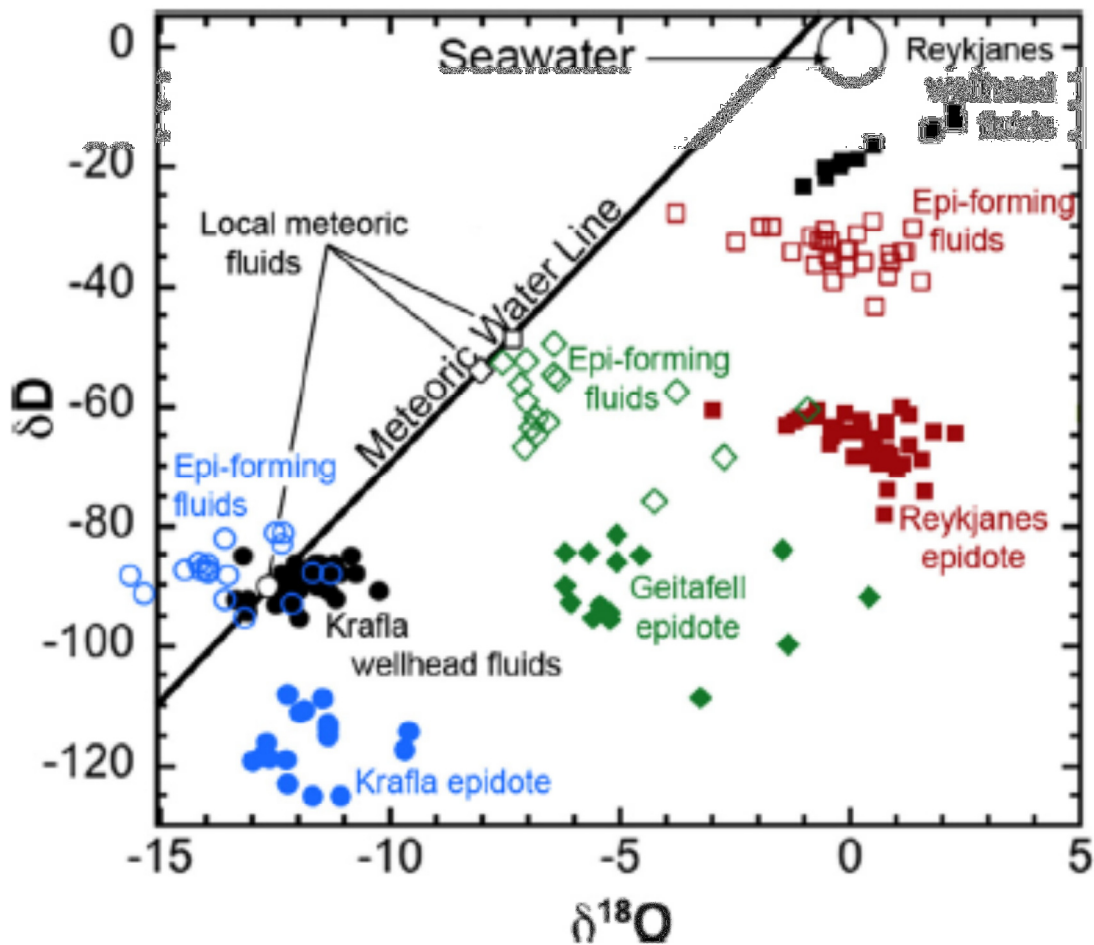 0
-20
-40
-60
-80
-100
-120
δD
Seawater
Reykjanes
wellhead
fluids
Epi-forming
fluids
Local meteoric
fluids
Meteoric Water Line
Epi-forming
fluids
Epi-forming
fluids
Reykjanes
epidote
Geitafell
epidote
Krafla
wellhead fluids
Krafla epidote
-15
-10
-5
0
5
δ¹⁸O